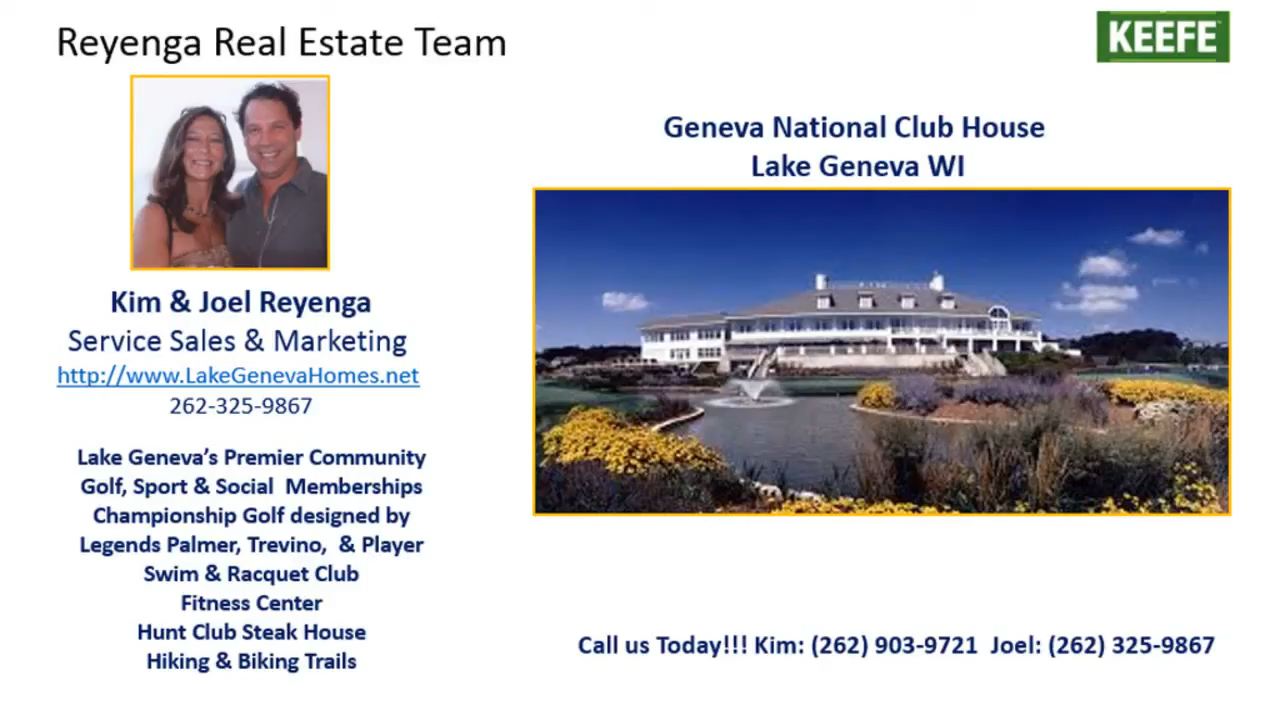 Reyenga Real Estate Team
KEEFE
Kim & Joel Reyenga
Service Sales & Marketing
http://www.LakeGenevaHomes.net
262-325-9867
Lake Geneva’s Premier Community
Golf, Sport & Social  Memberships
Championship Golf designed by
Legends Palmer, Trevino,  & Player
Swim & Racquet Club
Fitness Center
Hunt Club Steak House
Hiking & Biking Trails
Geneva National Club House
Lake Geneva WI
Call us Today!!! Kim: (262) 903-9721  Joel: (262) 325-9867